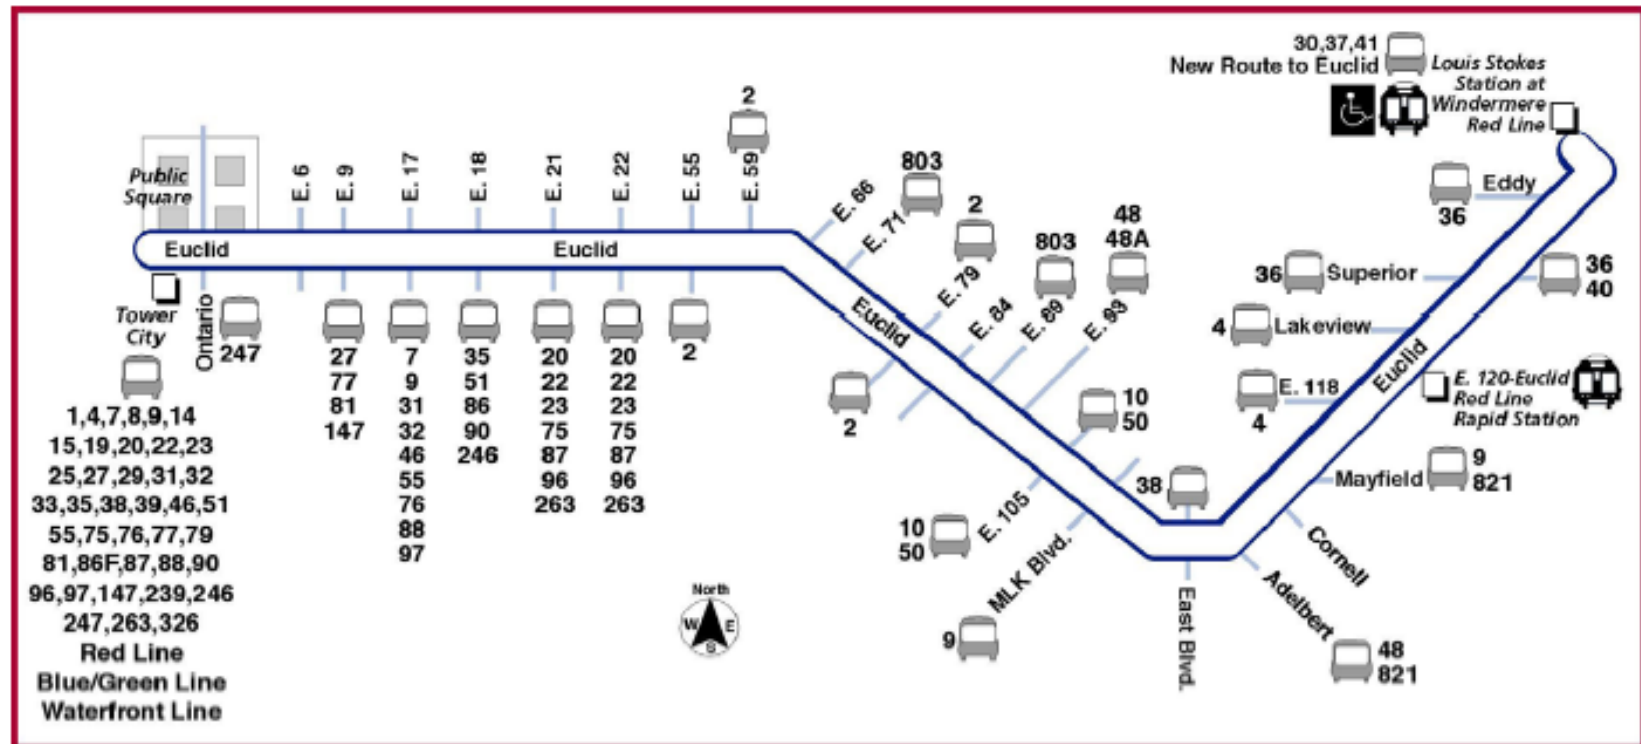 30,37,41
New Route to Euclid
Louis Stokes
Station at
Windermere
Red Line
Public
Square
E. 6
E. 9
E. 17
E. 18
E. 21
E. 22
E. 55
2
E. 59
E. 66
803
E. 71
2
E. 79
E. 84
803
E. 89
48
48A
E. 93
Eddy
36
Euclid
Euclid
Euclid
Euclid
Tower
City
Ontario
247
27
77
81
147
7
9
31
32
46
55
76
88
97
35
51
86
90
246
20
22
23
75
87
96
263
20
22
23
75
87
96
263
2
2
36
Superior
36
40
4
Lakeview
E. 118
4
E. 120-Euclid
Red Line
Rapid Station
10
50
E. 105
10
50
MLK Blvd.
9
38
East Blvd.
Mayfield
9
821
Cornell
Adelbert
48
821
1,4,7,8,9,14
15,19,20,22,23
25,27,29,31,32
33,35,38,39,46,51
55,75,76,77,79
81,86F,87,88,90
96,97,147,239,246
247,263,326
Red Line
Blue/Green Line
Waterfront Line
North
W
E
S